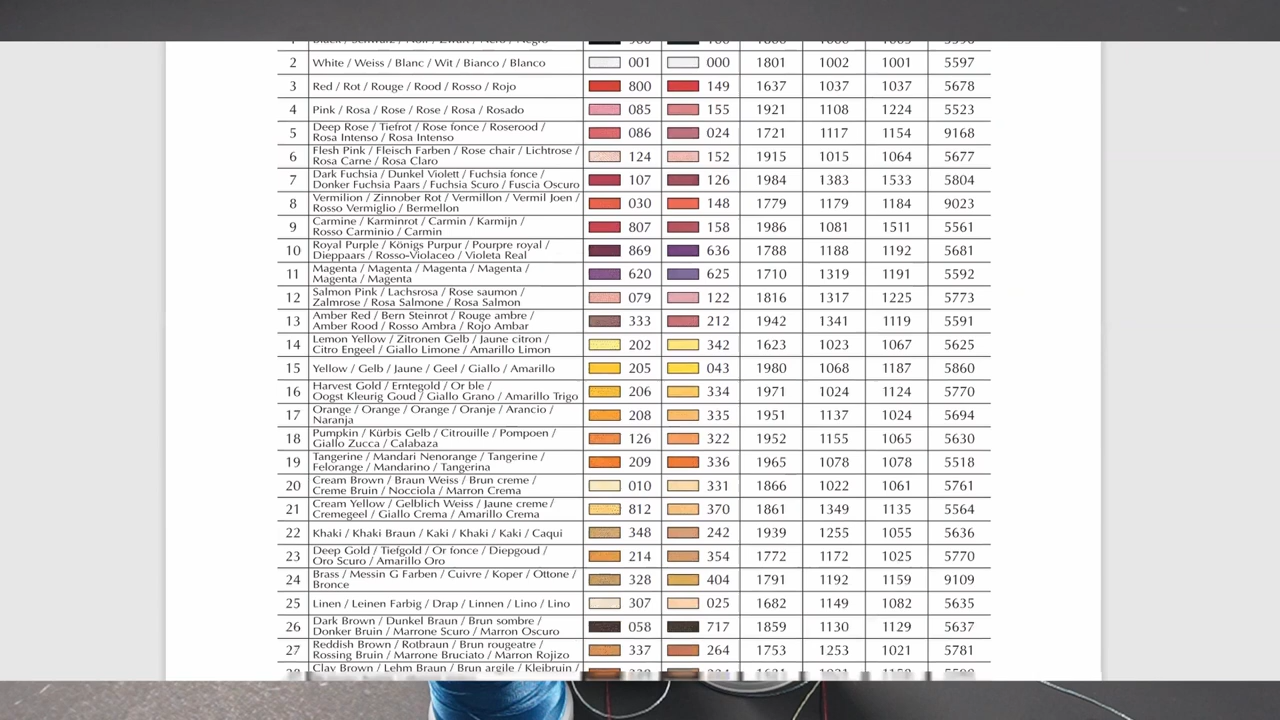 2 White / Weiss / Blanc / Wit / Bianco / Blanco 001 000 1801 1002 1001 5597
3 Red / Rot / Rouge / Rood / Rosso / Rojo 800 149 1637 1037 1037 5678
4 Pink / Rosa / Rose / Rose / Rosa / Rosado 085 155 1921 1108 1224 5523
5 Deep Rose / Tiefrot / Rose fonce / Roserood /
Rosa Intenso / Rosa Intenso 086 024 1721 1117 1154 9168
6 Flesh Pink / Fleisch Farben / Rose chair / Lichtrose /
Rosa Carne / Rosa Claro 124 152 1915 1015 1064 5677
7 Dark Fuchsia / Dunkel Violett / Fuchsia fonce /
Donker Fuchsia Paars / Fuchsia Scuro / Fuscia Oscuro 107 126 1984 1383 1533 5804
8 Vermilion / Zinnober Rot / Vermillon / Vermil Joen /
Rosso Vermiglio / Bermellon 030 148 1779 1179 1184 9023
9 Carmine / Karminrot / Carmin / Karmijn /
Rosso Carminio / Carmin 807 158 1986 1081 1511 5561
10 Royal Purple / Königs Purpur / Pourpre royal /
Dieppaars / Rosso-Violaceo / Violeta Real 869 636 1788 1188 1192 5681
11 Magenta / Magenta / Magenta / Magenta /
Magenta / Magenta 620 625 1710 1319 1191 5592
12 Salmon Pink / Lachsrosa / Rose saumon /
Zalmrose / Rosa Salmone / Rosa Salmon 079 122 1816 1317 1225 5773
13 Amber Red / Bern Steinrot / Rouge ambre /
Amber Rood / Rosso Ambra / Rojo Ambar 333 212 1942 1341 1119 5591
14 Lemon Yellow / Zitronen Gelb / Jaune citron /
Citro Engeel / Giallo Limone / Amarillo Limon 202 342 1623 1023 1067 5625
15 Yellow / Gelb / Jaune / Geel / Giallo / Amarillo 205 043 1980 1068 1187 5860
16 Harvest Gold / Erntegold / Or ble /
Oogst Kleurig Goud / Giallo Grano / Amarillo Trigo 206 334 1971 1024 1124 5770
17 Orange / Orange / Orange / Oranje / Arancio /
Naranja 208 335 1951 1137 1024 5694
18 Pumpkin / Kürbis Gelb / Citrouille / Pompoen /
Giallo Zucca / Calabaza 126 322 1952 1155 1065 5630
19 Tangerine / Mandari Nenorange / Tangerine /
Felorange / Mandarino / Tangerina 209 336 1965 1078 1078 5518
20 Cream Brown / Braun Weiss / Brun creme /
Creme Bruin / Nocciola / Marron Crema 010 331 1866 1022 1061 5761
21 Cream Yellow / Gelblich Weiss / Jaune creme /
Cremegeel / Giallo Crema / Amarillo Crema 812 370 1861 1349 1135 5564
22 Khaki / Khaki Braun / Kaki / Khaki / Kaki / Caqui 348 242 1939 1255 1055 5636
23 Deep Gold / Tiefgold / Or fonce / Diepgoud /
Oro Scuro / Amarillo Oro 214 354 1772 1172 1025 5770
24 Brass / Messin G Farben / Cuivre / Koper / Ottone /
Bronce 328 404 1791 1192 1159 9109
25 Linen / Leinen Farbig / Drap / Linnen / Lino / Lino 307 025 1682 1149 1082 5635
26 Dark Brown / Dunkel Braun / Brun sombre /
Donker Bruin / Marrone Scuro / Marron Oscuro 058 717 1859 1130 1129 5637
27 Reddish Brown / Rotbraun / Brun rougeatre /
Rossing Bruin / Marrone Bruciato / Marron Rojizo 337 264 1753 1253 1021 5781
Clay Brown / Lehm Braun / Brun argile / Kleibruin /